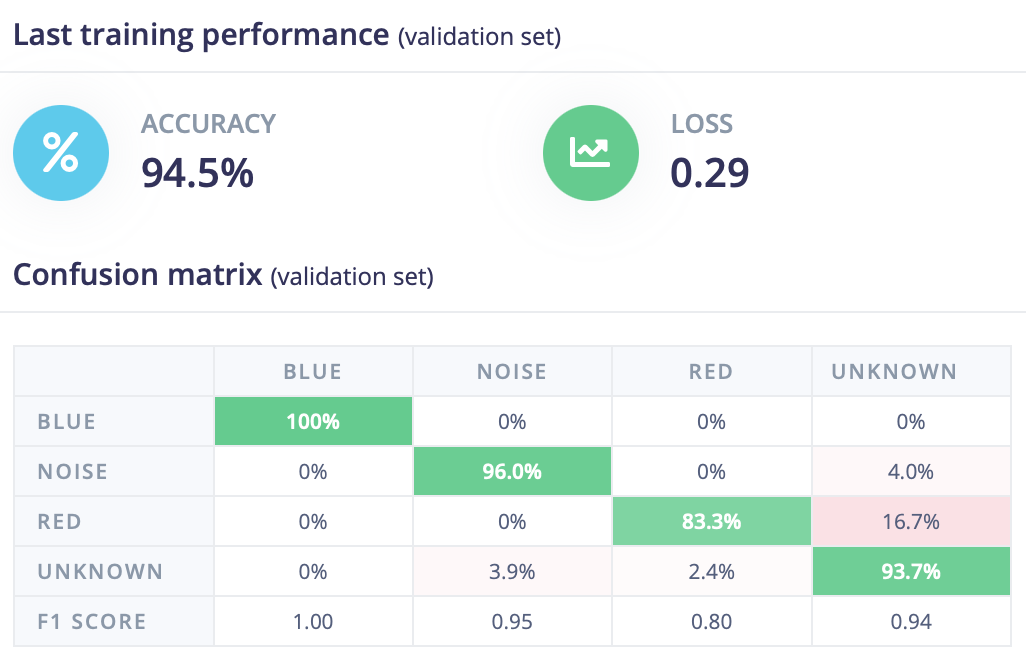 Last training performance (validation set)
%
ACCURACY
94.5%
LOSS
0.29
Confusion matrix (validation set)
BLUE NOISE RED UNKNOWN
BLUE 100% 0% 0% 0%
NOISE 0% 96.0% 0% 4.0%
RED 0% 0% 83.3% 16.7%
UNKNOWN 0% 3.9% 2.4% 93.7%
F1 SCORE 1.00 0.95 0.80 0.94